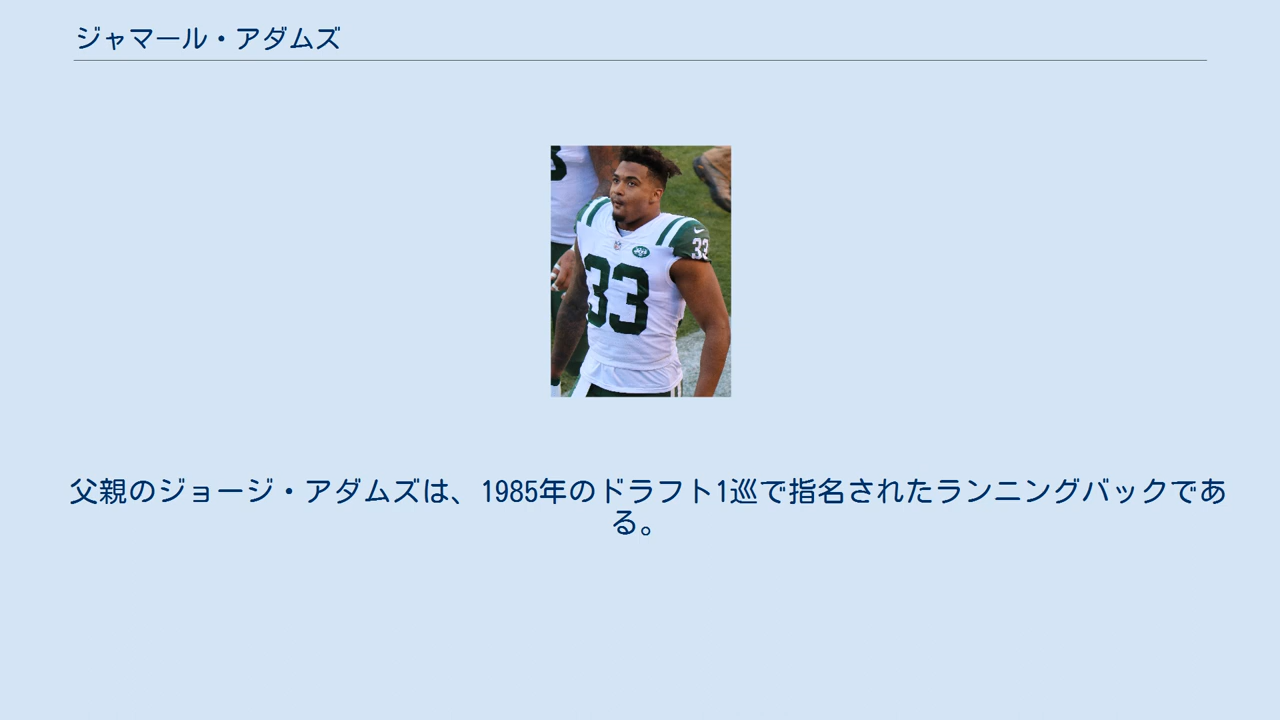 ジャマール・アダムズ
33
33
父親のジョージ・アダムズは、1985年のドラフト1巡で指名されたランニングバックであ
る。